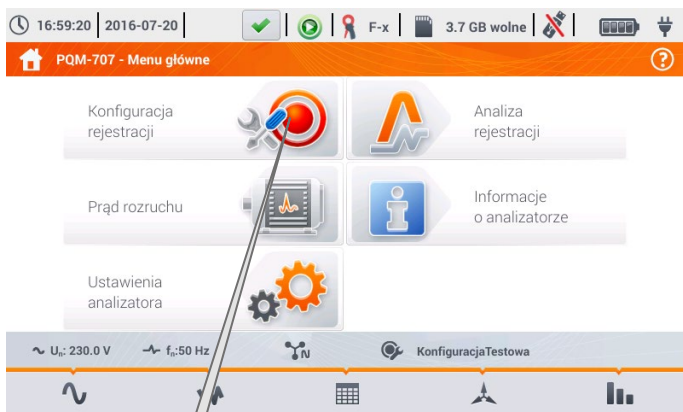 16:59:20 2016-07-20 F-x 3.7 GB wolne
PQM-707 - Menu główne
Konfiguracja
rejestracji
Analiza
rejestracji
Prąd rozruchu
Informacje
o analizatorze
Ustawienia
analizatora
Uₙ: 230.0 V fₙ:50 Hz N KonfiguracjaTestowa